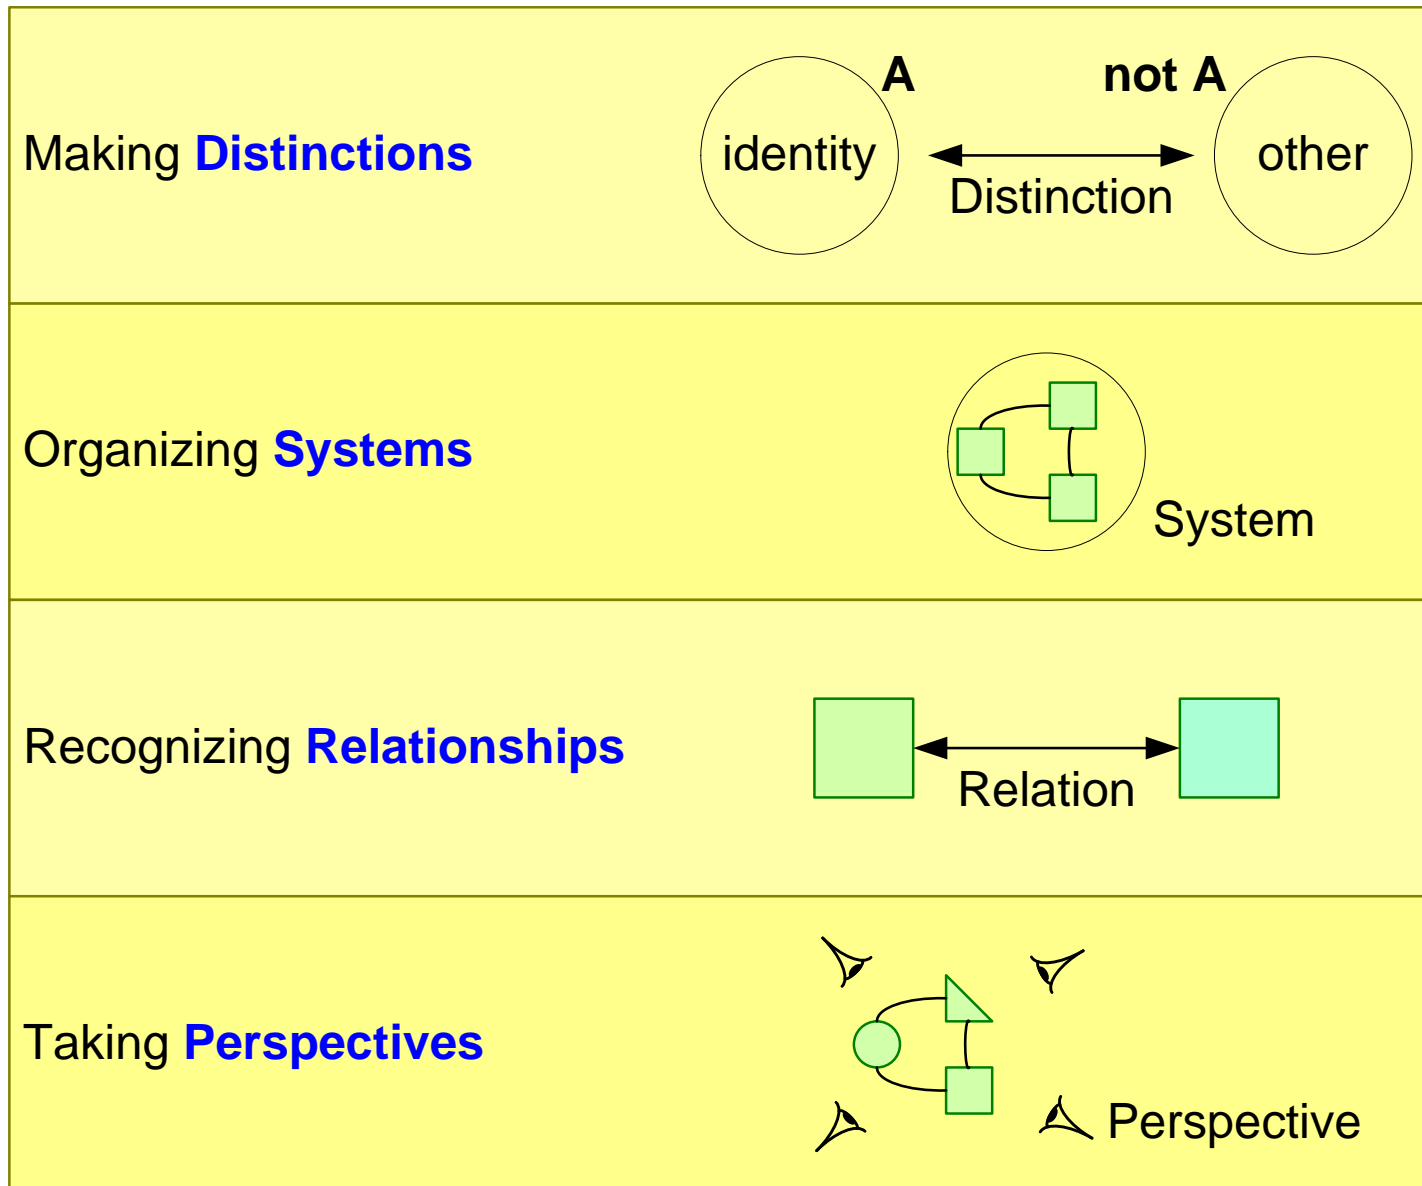 Making Distinctions
A
not A
identity
other
Distinction
Organizing Systems
System
Recognizing Relationships
Relation
Taking Perspectives
Perspective